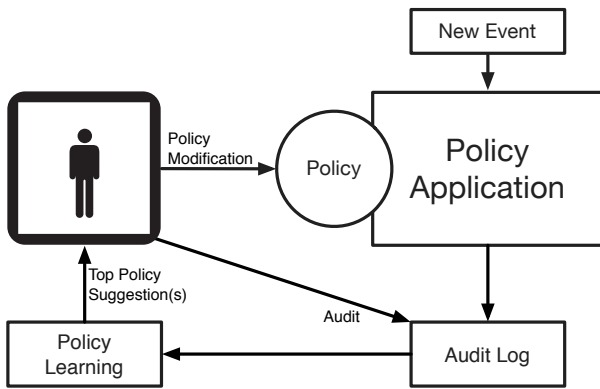 New Event
Policy
Modification
Policy
Policy
Application
Top Policy
Suggestion(s)
Audit
Policy
Learning
Audit Log